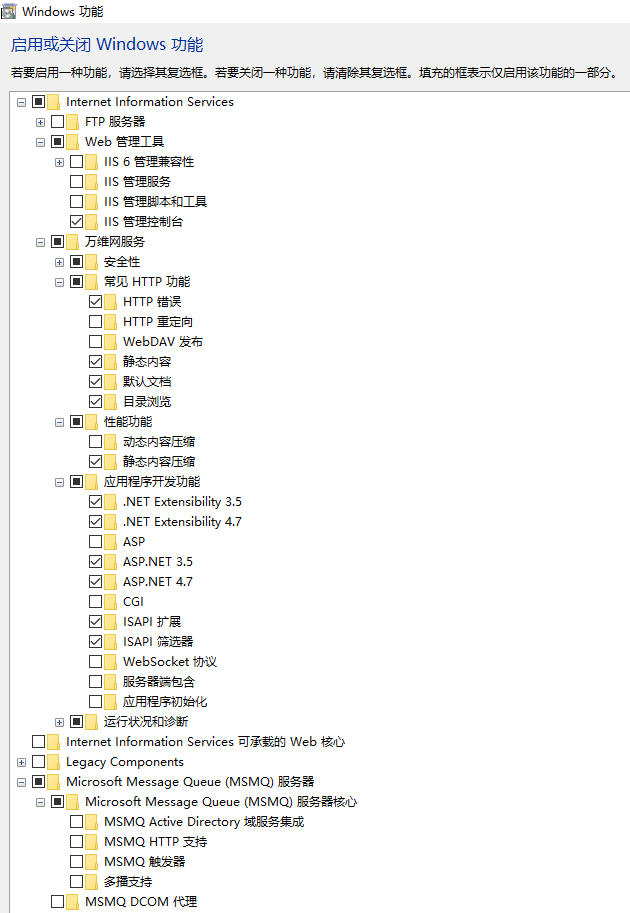 Windows 功能
启用或关闭 Windows 功能
若要启用一种功能，请选择其复选框。若要关闭一种功能，请清除其复选框。填充的框表示仅启用该功能的一部分。
Internet Information Services
FTP 服务器
Web 管理工具
IIS 6 管理兼容性
IIS 管理服务
IIS 管理脚本和工具
IIS 管理控制台
万维网服务
安全性
常见 HTTP 功能
HTTP 错误
HTTP 重定向
WebDAV 发布
静态内容
默认文档
目录浏览
性能功能
动态内容压缩
静态内容压缩
应用程序开发功能
.NET Extensibility 3.5
.NET Extensibility 4.7
ASP
ASP.NET 3.5
ASP.NET 4.7
CGI
ISAPI 扩展
ISAPI 筛选器
WebSocket 协议
服务器端包含
应用程序初始化
运行状况和诊断
Internet Information Services 可承载的 Web 核心
Legacy Components
Microsoft Message Queue (MSMQ) 服务器
Microsoft Message Queue (MSMQ) 服务器核心
MSMQ Active Directory 域服务集成
MSMQ HTTP 支持
MSMQ 触发器
多播支持
MSMQ DCOM 代理